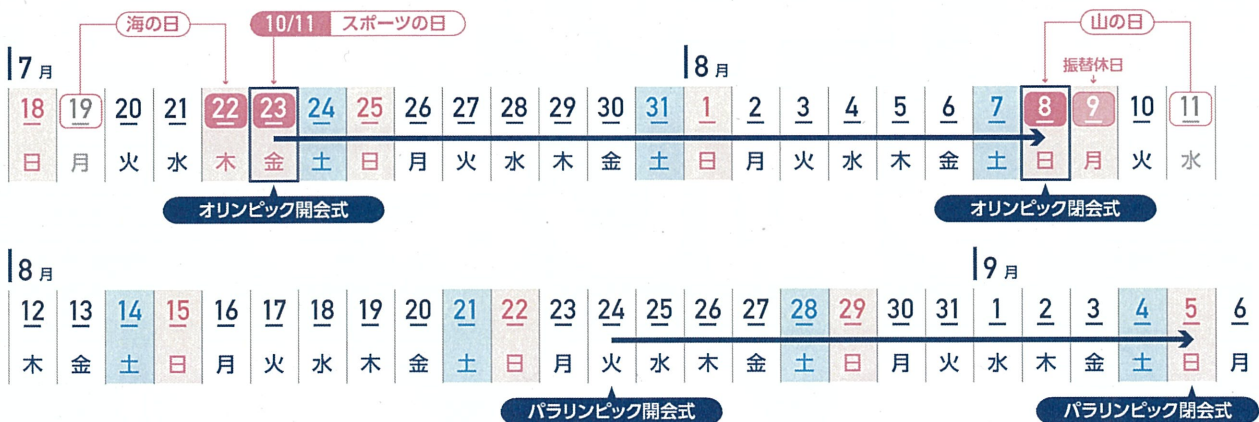 海の日
10/11 スポーツの日
山の日
7月
8月
振替休日
18 19 20 21 22 23 24 25 26 27 28 29 30 31 1 2 3 4 5 6 7 8 9 10 11
日 月 火 水 木 金 土 日 月 火 水 木 金 土 日 月 火 水 木 金 土 日 月 火 水
オリンピック開会式
オリンピック閉会式
8月
9月
12 13 14 15 16 17 18 19 20 21 22 23 24 25 26 27 28 29 30 31 1 2 3 4 5 6
木 金 土 日 月 火 水 木 金 土 日 月 火 水 木 金 土 日 月 火 水 木 金 土 日 月
パラリンピック開会式
パラリンピック閉会式